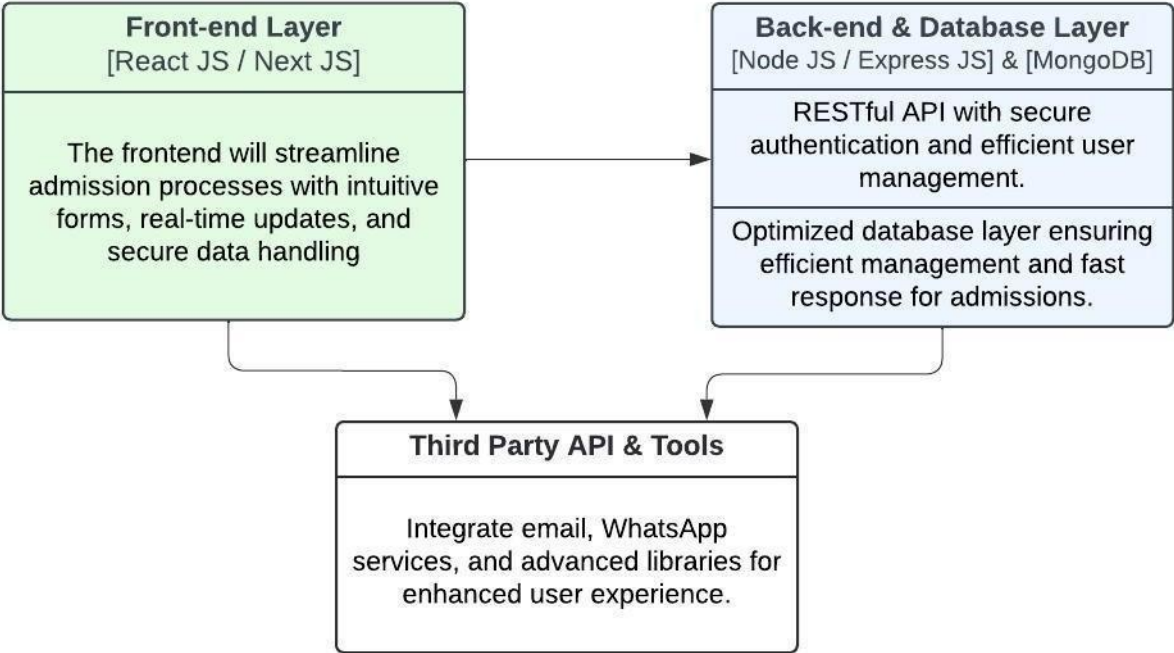 Front-end Layer
[React JS / Next JS]
The frontend will streamline
admission processes with intuitive
forms, real-time updates, and
secure data handling
Back-end & Database Layer
[Node JS / Express JS] & [MongoDB]
RESTful API with secure
authentication and efficient user
management.
Optimized database layer ensuring
efficient management and fast
response for admissions.
Third Party API & Tools
Integrate email, WhatsApp
services, and advanced libraries for
enhanced user experience.